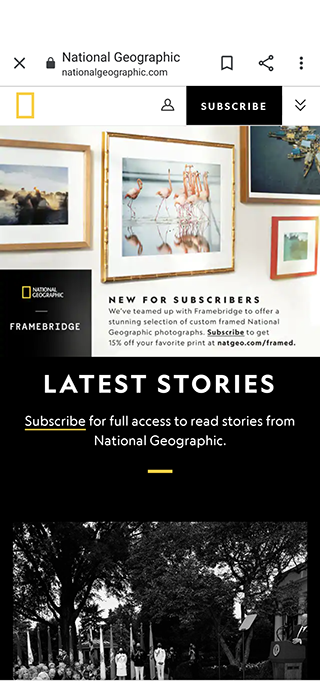 National Geographic
nationalgeographic.com
SUBSCRIBE
NATIONAL
GEOGRAPHIC
FRAMEBRIDGE
NEW FOR SUBSCRIBERS
We've teamed up with Framebridge to offer a
stunning selection of custom framed National
Geographic photographs. Subscribe to get
15% off your favorite print at natgeo.com/framed.
LATEST STORIES
Subscribe for full access to read stories from
National Geographic.